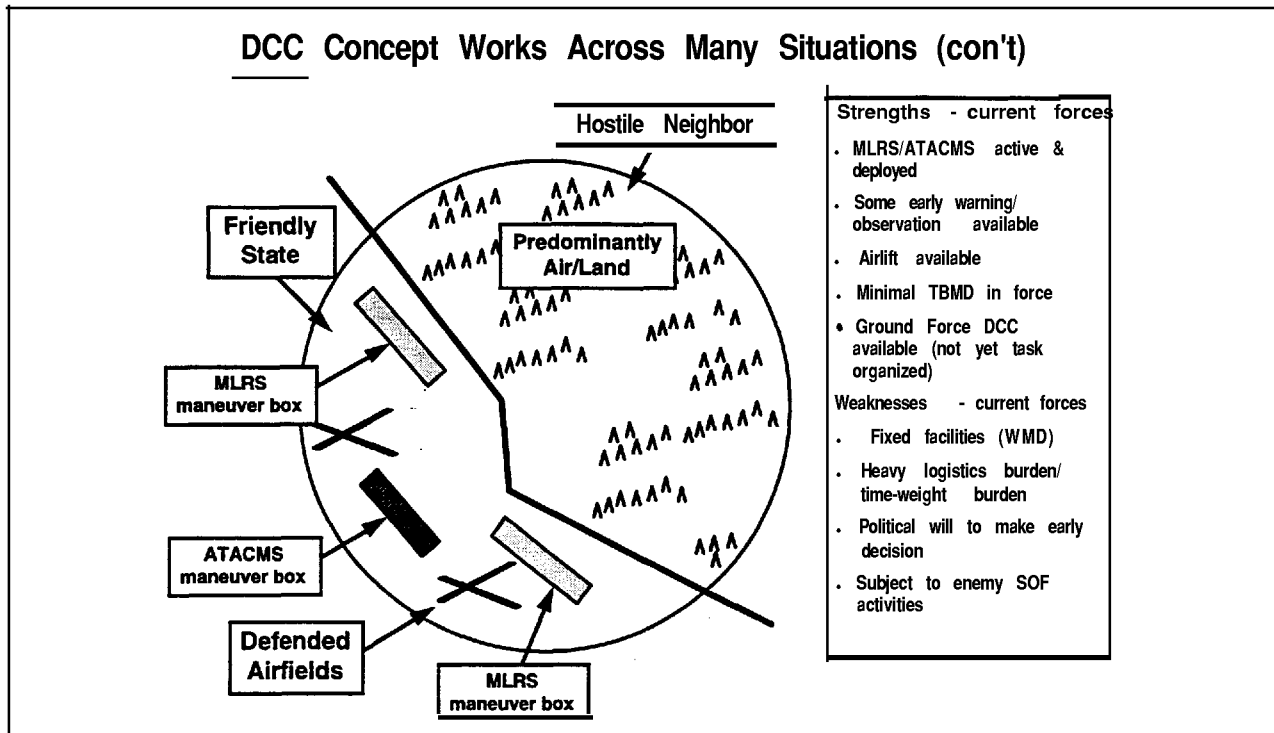 DCC Concept Works Across Many Situations (con't)
Hostile Neighbor
Friendly
State
Predominantly
Air/Land
MLRS
maneuver box
ATACMS
maneuver box
Defended
Airfields
MLRS
maneuver box
Strengths - current forces
. MLRS/ATACMS active &
deployed
. Some early warning/
observation available
. Airlift available
. Minimal TBMD in force
• Ground Force DCC
available (not yet task
organized)
Weaknesses - current forces
. Fixed facilities (WMD)
. Heavy logistics burden/
time-weight burden
. Political will to make early
decision
. Subject to enemy SOF
activities